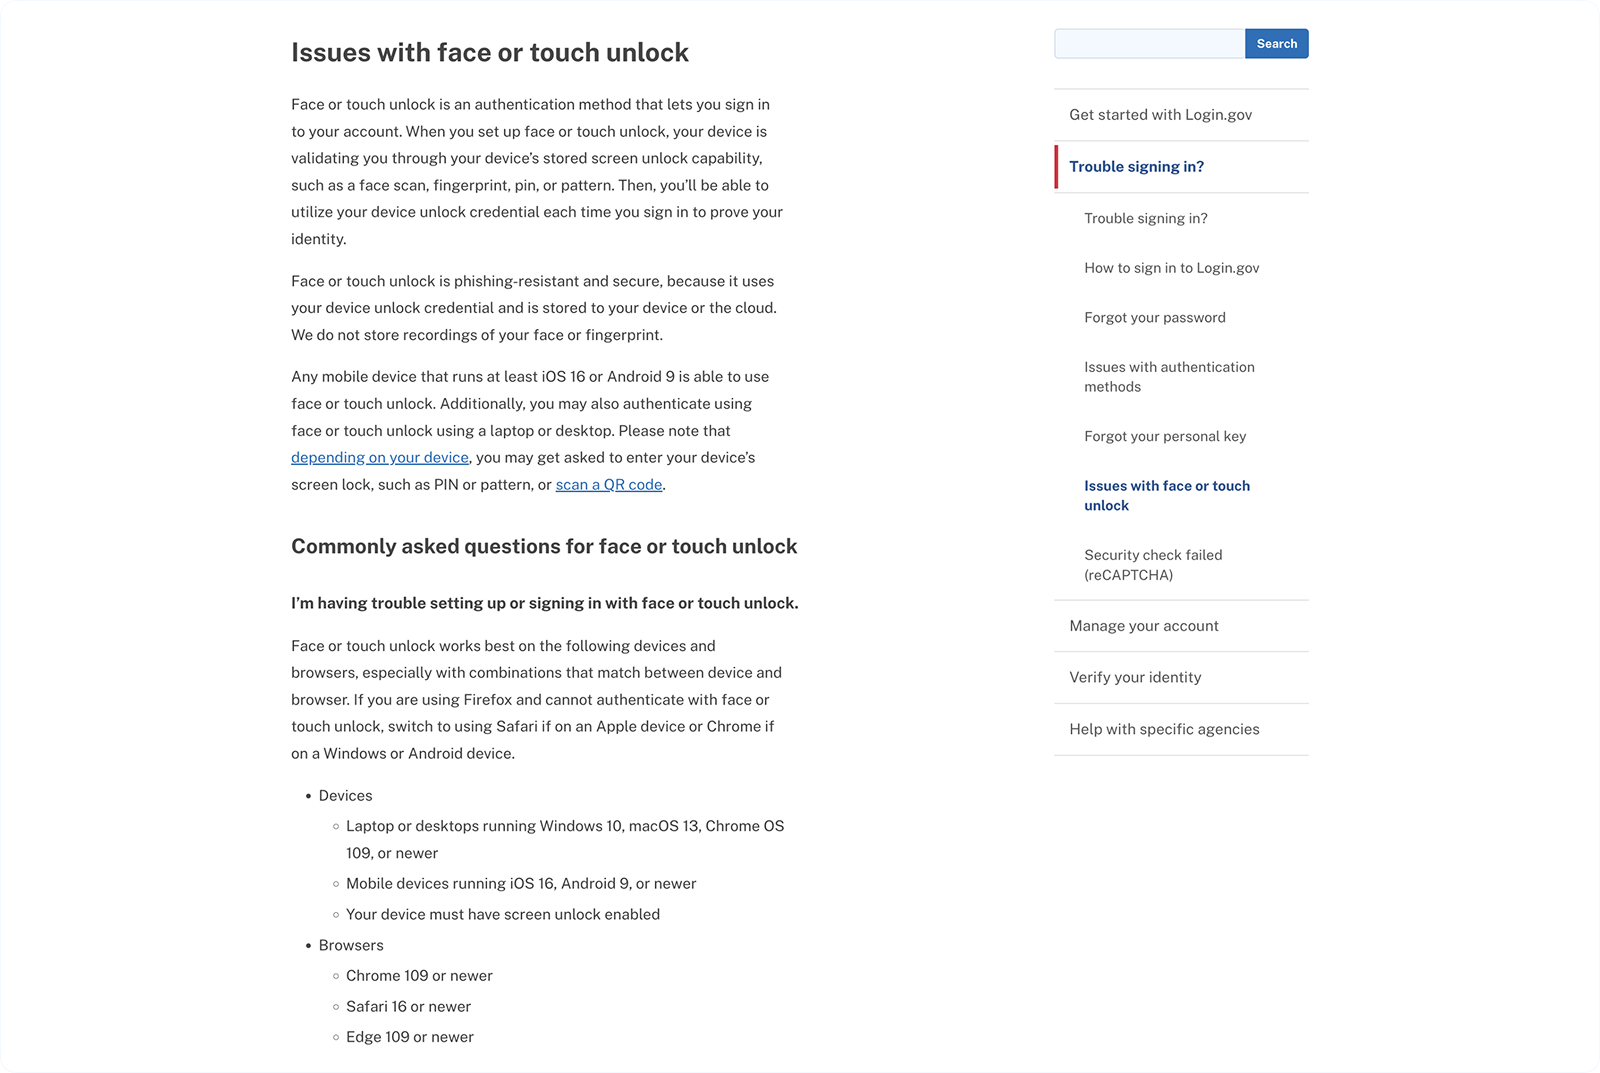 Issues with face or touch unlock
Face or touch unlock is an authentication method that lets you sign in
to your account. When you set up face or touch unlock, your device is
validating you through your device’s stored screen unlock capability,
such as a face scan, fingerprint, pin, or pattern. Then, you’ll be able to
utilize your device unlock credential each time you sign in to prove your
identity.
Face or touch unlock is phishing-resistant and secure, because it uses
your device unlock credential and is stored to your device or the cloud.
We do not store recordings of your face or fingerprint.
Any mobile device that runs at least iOS 16 or Android 9 is able to use
face or touch unlock. Additionally, you may also authenticate using
face or touch unlock using a laptop or desktop. Please note that
depending on your device, you may get asked to enter your device’s
screen lock, such as PIN or pattern, or scan a QR code.
Commonly asked questions for face or touch unlock
I’m having trouble setting up or signing in with face or touch unlock.
Face or touch unlock works best on the following devices and
browsers, especially with combinations that match between device and
browser. If you are using Firefox and cannot authenticate with face or
touch unlock, switch to using Safari if on an Apple device or Chrome if
on a Windows or Android device.
• Devices
◦ Laptop or desktops running Windows 10, macOS 13, Chrome OS
109, or newer
◦ Mobile devices running iOS 16, Android 9, or newer
◦ Your device must have screen unlock enabled
• Browsers
◦ Chrome 109 or newer
◦ Safari 16 or newer
◦ Edge 109 or newer
Search
Get started with Login.gov
Trouble signing in?
Trouble signing in?
How to sign in to Login.gov
Forgot your password
Issues with authentication
methods
Forgot your personal key
Issues with face or touch
unlock
Security check failed
(reCAPTCHA)
Manage your account
Verify your identity
Help with specific agencies